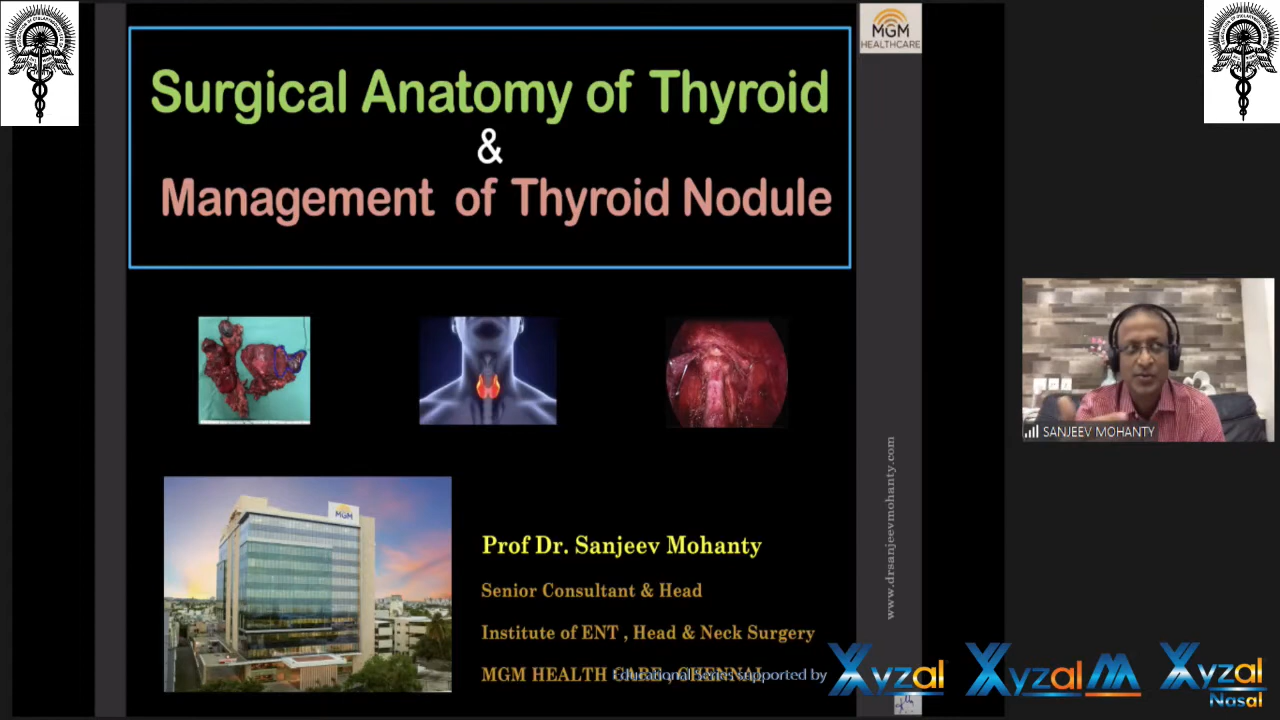 MGM
HEALTHCARE
Surgical Anatomy of Thyroid
&
Management of Thyroid Nodule
SANJEEV MOHANTY
www.drsanjeevmohanty.com
MGM
Prof Dr. Sanjeev Mohanty
Senior Consultant & Head
Institute of ENT , Head & Neck Surgery
MGM HEALTH CARE , CHENNAI
Educational Series supported by
Xyzal
Xyzal M
Xyzal
Nasal